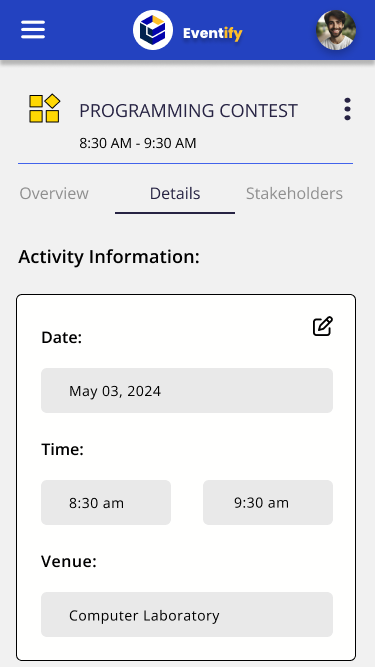 Eventify
PROGRAMMING CONTEST
8:30 AM - 9:30 AM
Overview Details Stakeholders
Activity Information:
Date:
May 03, 2024
Time:
8:30 am 9:30 am
Venue:
Computer Laboratory